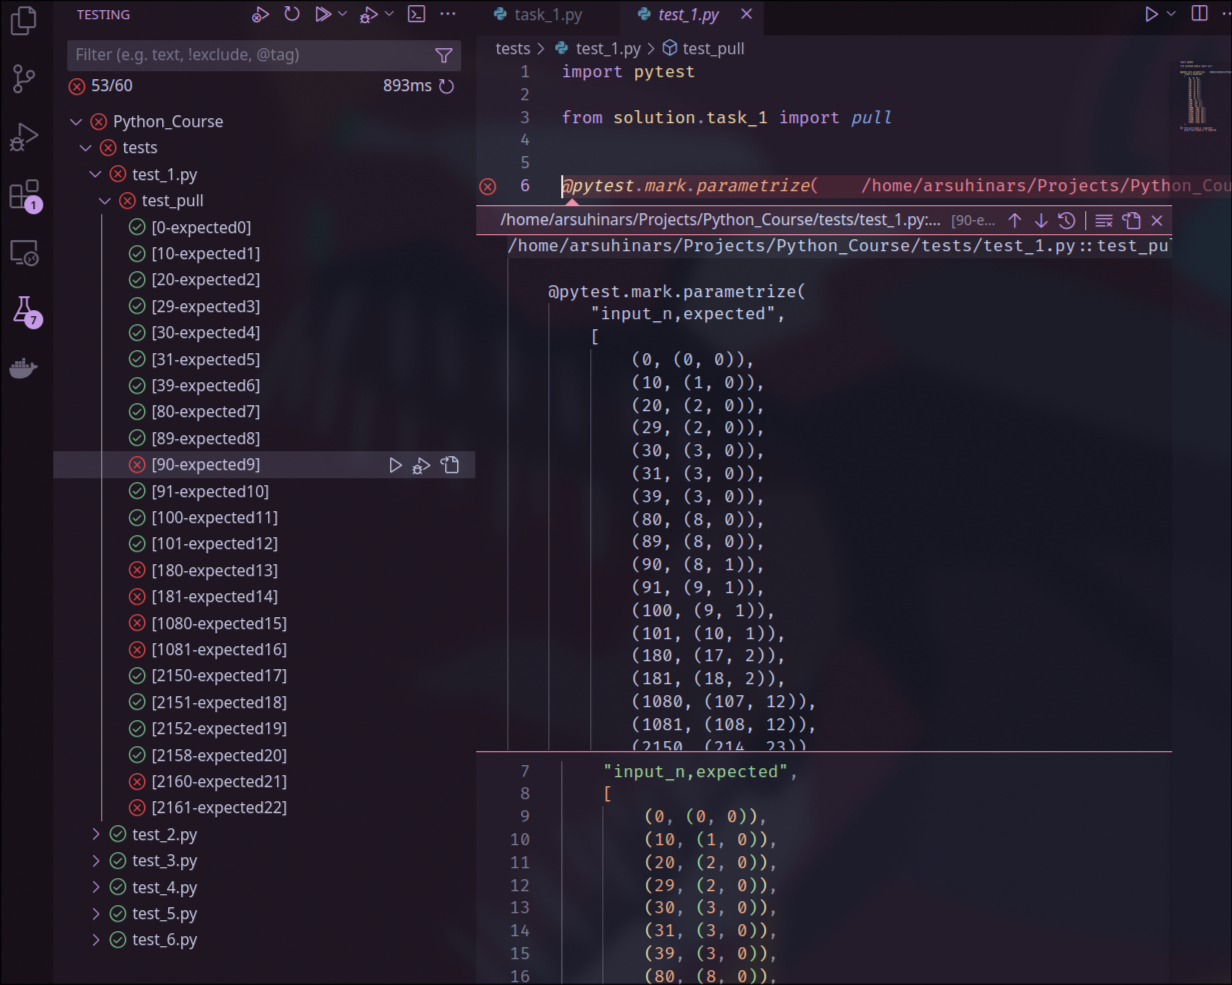 TESTING
Filter (e.g. text, !exclude, @tag)
53/60
893ms
Python_Course
tests
test_1.py
test_pull
[0-expected0]
[10-expected1]
[20-expected2]
[29-expected3]
[30-expected4]
[31-expected5]
[39-expected6]
[80-expected7]
[89-expected8]
[90-expected9]
[91-expected10]
[100-expected11]
[101-expected12]
[180-expected13]
[181-expected14]
[1080-expected15]
[1081-expected16]
[2150-expected17]
[2151-expected18]
[2152-expected19]
[2158-expected20]
[2160-expected21]
[2161-expected22]
test_2.py
test_3.py
test_4.py
test_5.py
test_6.py
1
7
task_1.py
test_1.py
tests > test_1.py > test_pull
1 import pytest
2
3 from solution.task_1 import pull
4
5
6 @pytest.mark.parametrize( /home/arsuhinars/Projects/Python_Cou
/home/arsuhinars/Projects/Python_Course/tests/test_1.py:... [90-e...
/home/arsuhinars/Projects/Python_Course/tests/test_1.py::test_pul
@pytest.mark.parametrize(
"input_n,expected",
[
(0, (0, 0)),
(10, (1, 0)),
(20, (2, 0)),
(29, (2, 0)),
(30, (3, 0)),
(31, (3, 0)),
(39, (3, 0)),
(80, (8, 0)),
(89, (8, 0)),
(90, (8, 1)),
(91, (9, 1)),
(100, (9, 1)),
(101, (10, 1)),
(180, (17, 2)),
(181, (18, 2)),
(1080, (107, 12)),
(1081, (108, 12)),
(2150, (214, 23))
7 "input_n,expected",
8 [
9 (0, (0, 0)),
10 (10, (1, 0)),
11 (20, (2, 0)),
12 (29, (2, 0)),
13 (30, (3, 0)),
14 (31, (3, 0)),
15 (39, (3, 0)),
16 (80, (8, 0)),